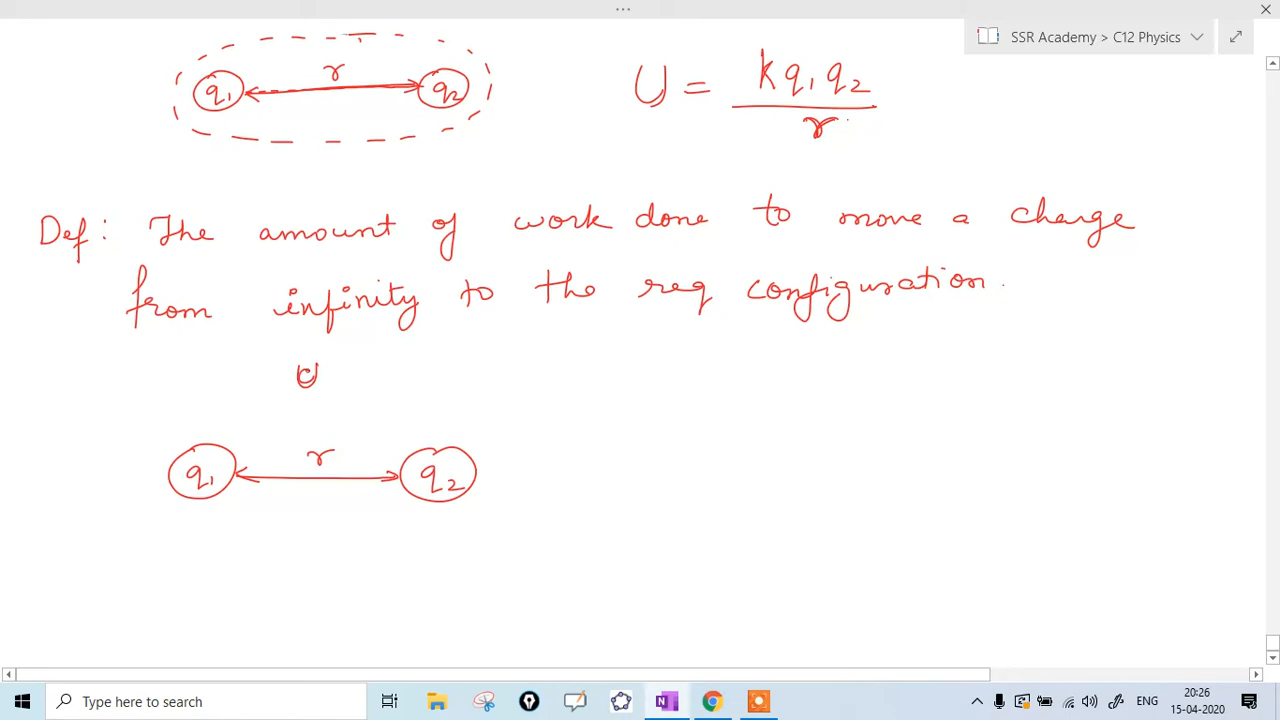 SSR Academy > C12 Physics
r
q₁ q₂
U = kq₁q₂/r
Def: The amount of work done to move a charge
from infinity to the req configuration.
U
r
q₁ q₂
Type here to search
ENG
20:26
15-04-2020